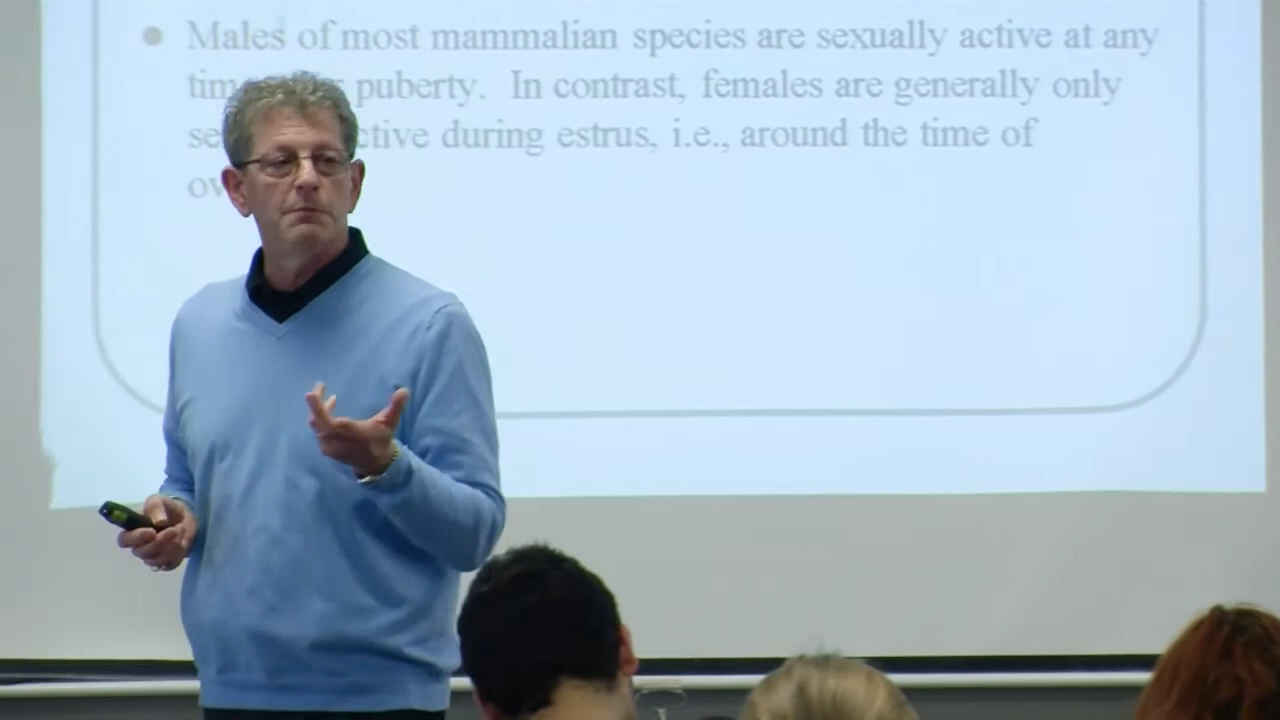 Males of most mammalian species are sexually active at any
puberty. In contrast, females are generally only
during estrus, i.e., around the time of